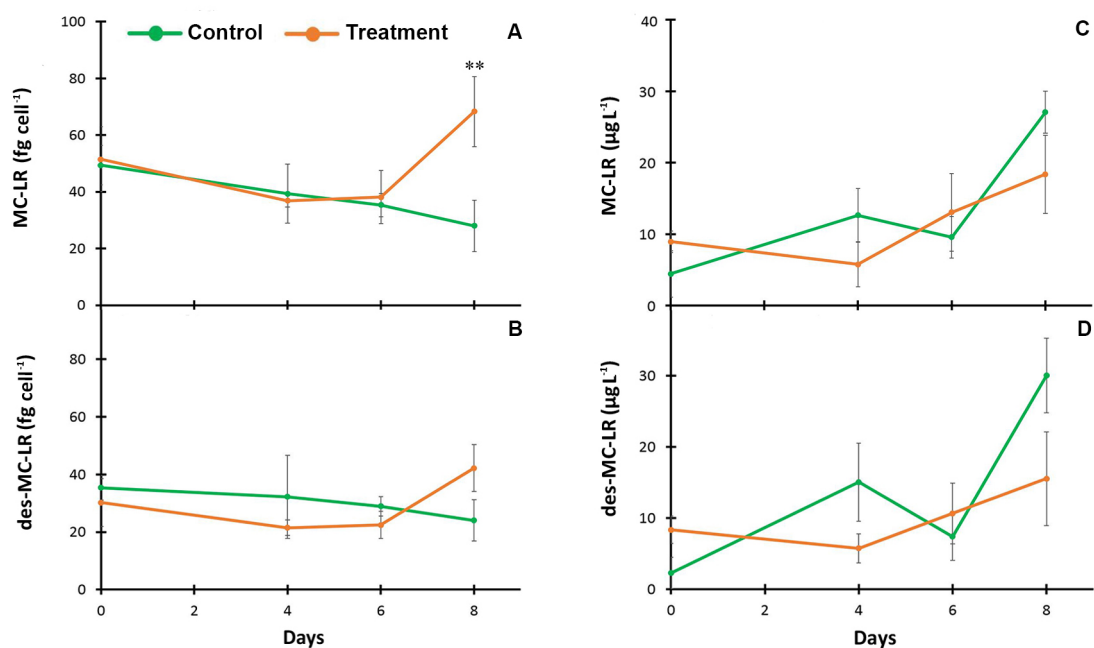 Control Treatment A
**
MC-LR (fg cell⁻¹)
100
80
60
40
20
0
C
MC-LR (µg L⁻¹)
40
30
20
10
0
B
des-MC-LR (fg cell⁻¹)
80
60
40
20
0
0 2 4 6 8
Days
D
des-MC-LR (µg L⁻¹)
30
20
10
0
0 2 4 6 8
Days